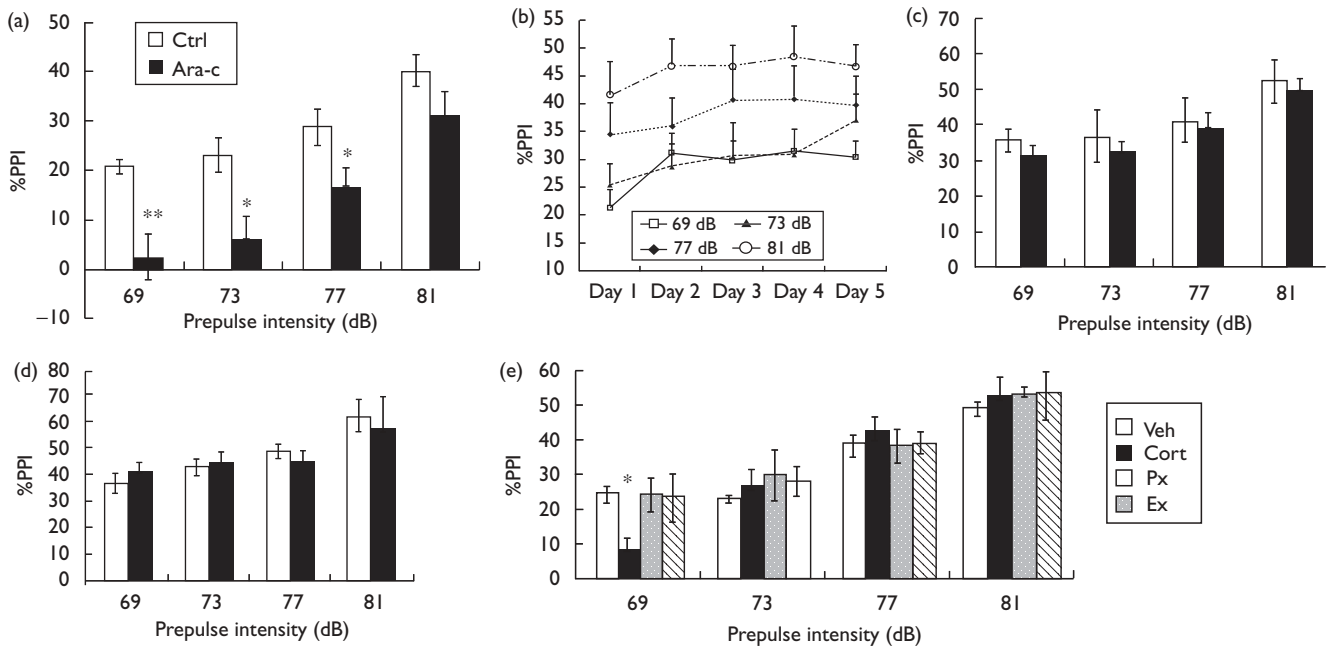 (a)
50
40
30
20
10
0
−10
%PPI
Ctrl
Ara-c
**
*
*
69 73 77 81
Prepulse intensity (dB)
(b)
55
50
45
40
35
30
25
20
15
10
%PPI
69 dB 73 dB
77 dB 81 dB
Day 1 Day 2 Day 3 Day 4 Day 5
(c)
70
60
50
40
30
20
10
0
%PPI
69 73 77 81
Prepulse intensity (dB)
(d)
80
70
60
50
40
30
20
10
0
%PPI
69 73 77 81
Prepulse intensity (dB)
(e)
60
50
40
30
20
10
0
%PPI
*
69 73 77 81
Prepulse intensity (dB)
Veh
Cort
Px
Ex